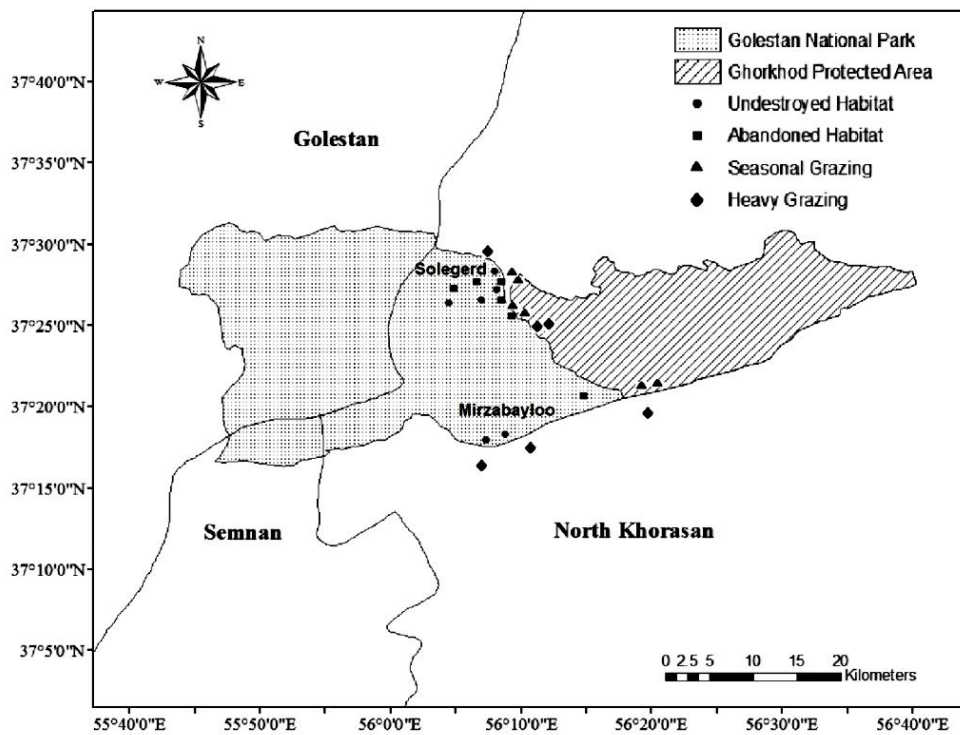 N
W
E
S
Golestan National Park
Ghorkhod Protected Area
Undestroyed Habitat
Abandoned Habitat
Seasonal Grazing
Heavy Grazing
Golestan
Solegerd
Mirzabayloo
Semnan
North Khorasan
37°40'0"N
37°35'0"N
37°30'0"N
37°25'0"N
37°20'0"N
37°15'0"N
37°10'0"N
37°5'0"N
0 2.5 5 10 15 20
Kilometers
55°40'0"E 55°50'0"E 56°0'0"E 56°10'0"E 56°20'0"E 56°30'0"E 56°40'0"E